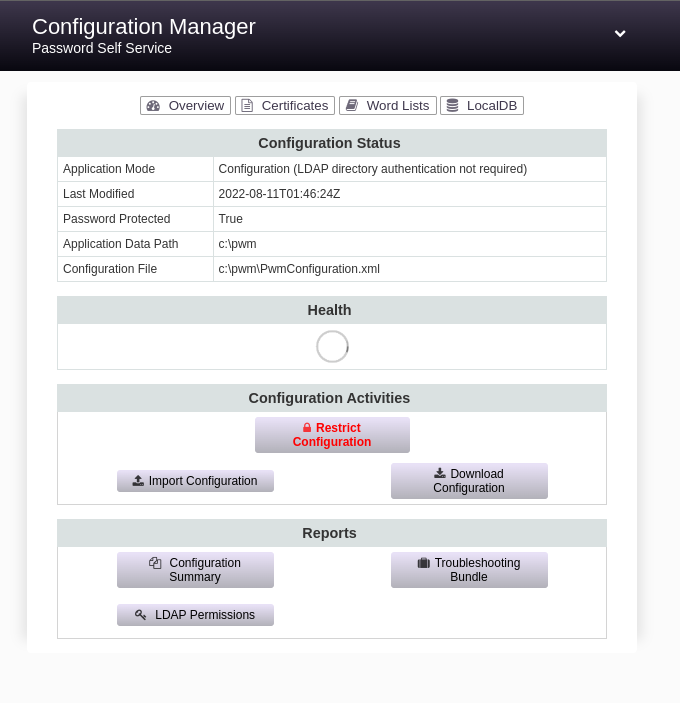 Configuration Manager
Password Self Service
Overview Certificates Word Lists LocalDB
Configuration Status
Application Mode Configuration (LDAP directory authentication not required)
Last Modified 2022-08-11T01:46:24Z
Password Protected True
Application Data Path c:\pwm
Configuration File c:\pwm\PwmConfiguration.xml
Health
Configuration Activities
Restrict
Configuration
Import Configuration
Download
Configuration
Reports
Configuration
Summary
Troubleshooting
Bundle
LDAP Permissions